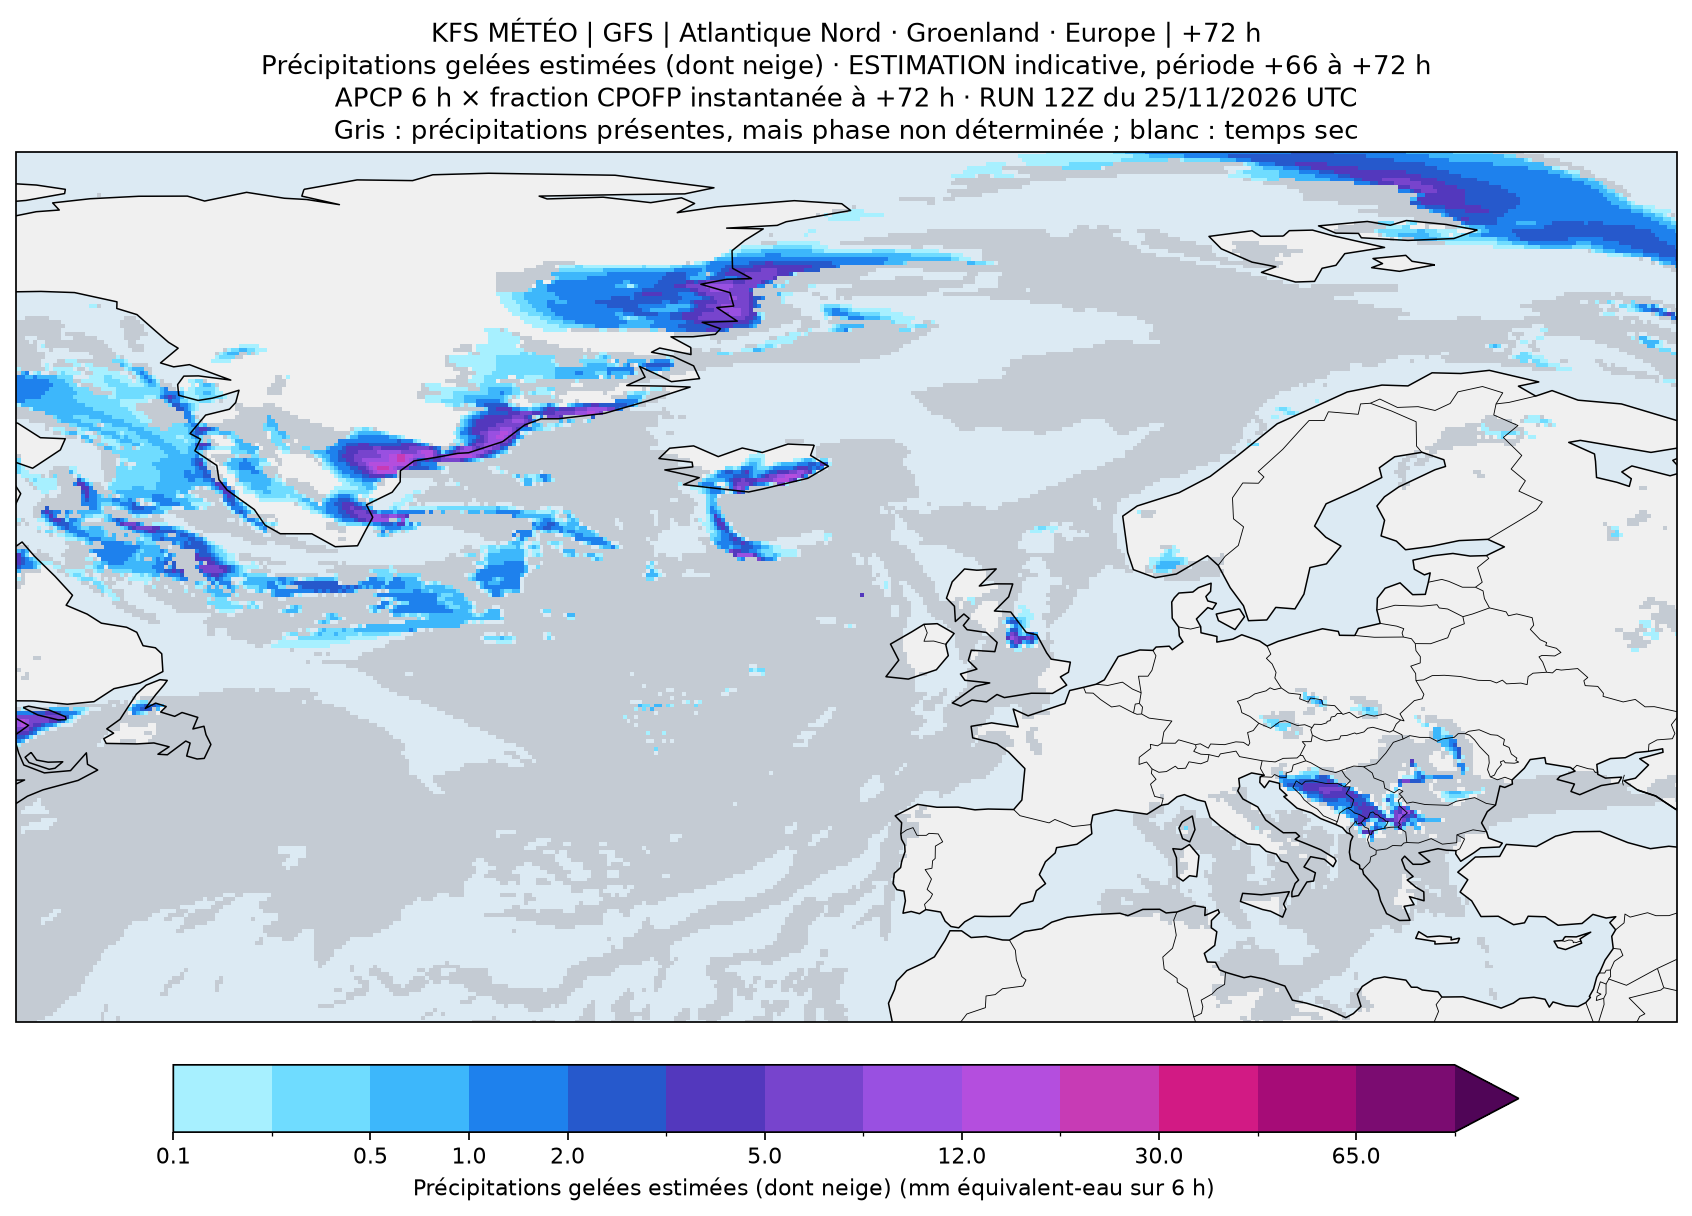 KFS MÉTÉO | GFS | Atlantique Nord · Groenland · Europe | +72 h
Précipitations gelées estimées (dont neige) · ESTIMATION indicative, période +66 à +72 h
APCP 6 h × fraction CPOFP instantanée à +72 h · RUN 12Z du 25/11/2026 UTC
Gris : précipitations présentes, mais phase non déterminée ; blanc : temps sec
0.1 0.5 1.0 2.0 5.0 12.0 30.0 65.0
Précipitations gelées estimées (dont neige) (mm équivalent-eau sur 6 h)